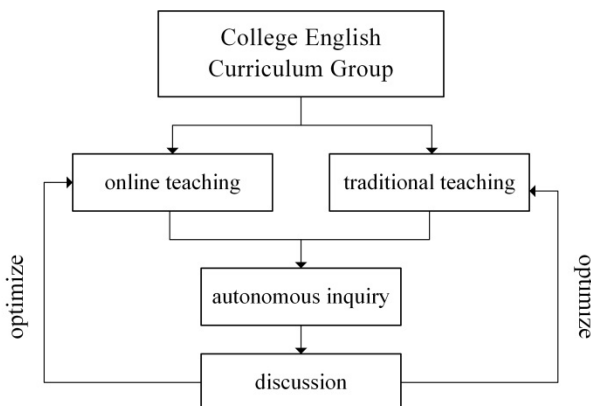 College English
Curriculum Group
online teaching
traditional teaching
optimize
optimize
autonomous inquiry
discussion